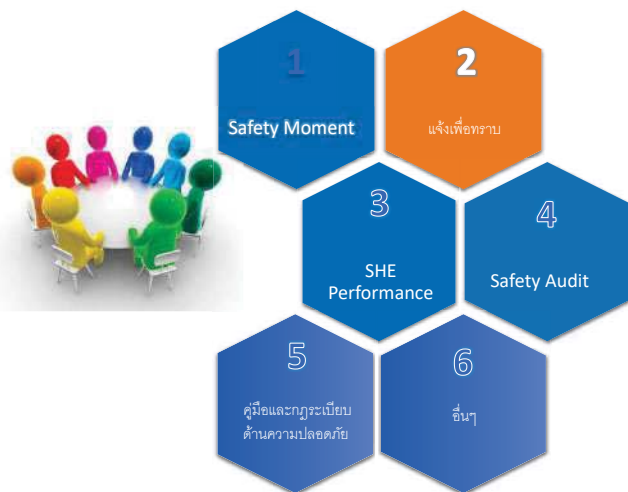 1
Safety Moment
2
แจ้งเพื่อทราบ
3
SHE
Performance
4
Safety Audit
5
คู่มือและกฎระเบียบ
ด้านความปลอดภัย
6
อื่นๆ